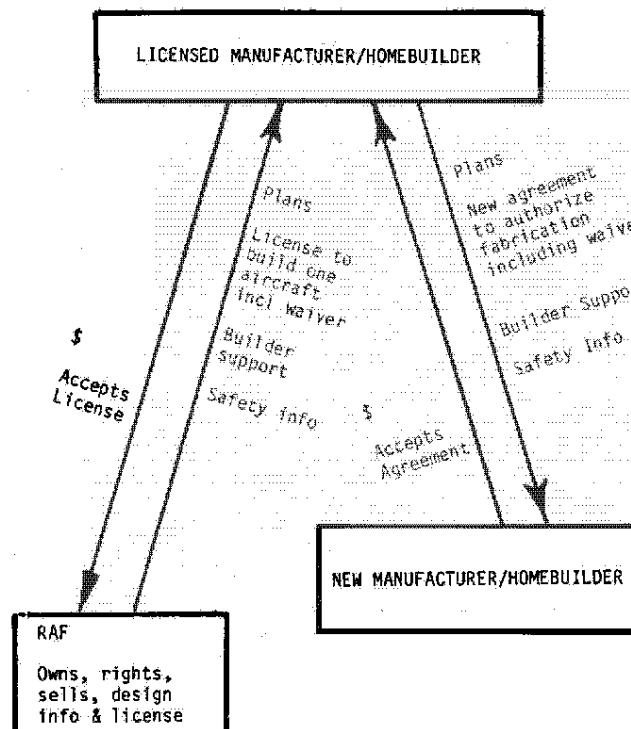 LICENSED MANUFACTURER/HOMEBUILDER
$
Accepts
License
Plans
License to
build one
aircraft
incl waiver
Builder
support
Safety info
$
Accepts
Agreement
Plans
New agreement
to authorize
fabrication
including waive
Builder Suppo
Safety Info
NEW MANUFACTURER/HOMEBUILDER
RAF
Owns, rights,
sells, design
info & license